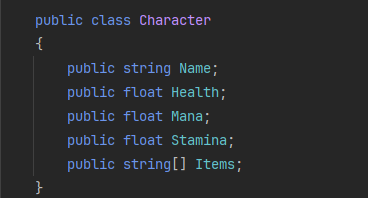 public class Character
{
    public string Name;
    public float Health;
    public float Mana;
    public float Stamina;
    public string[] Items;
}